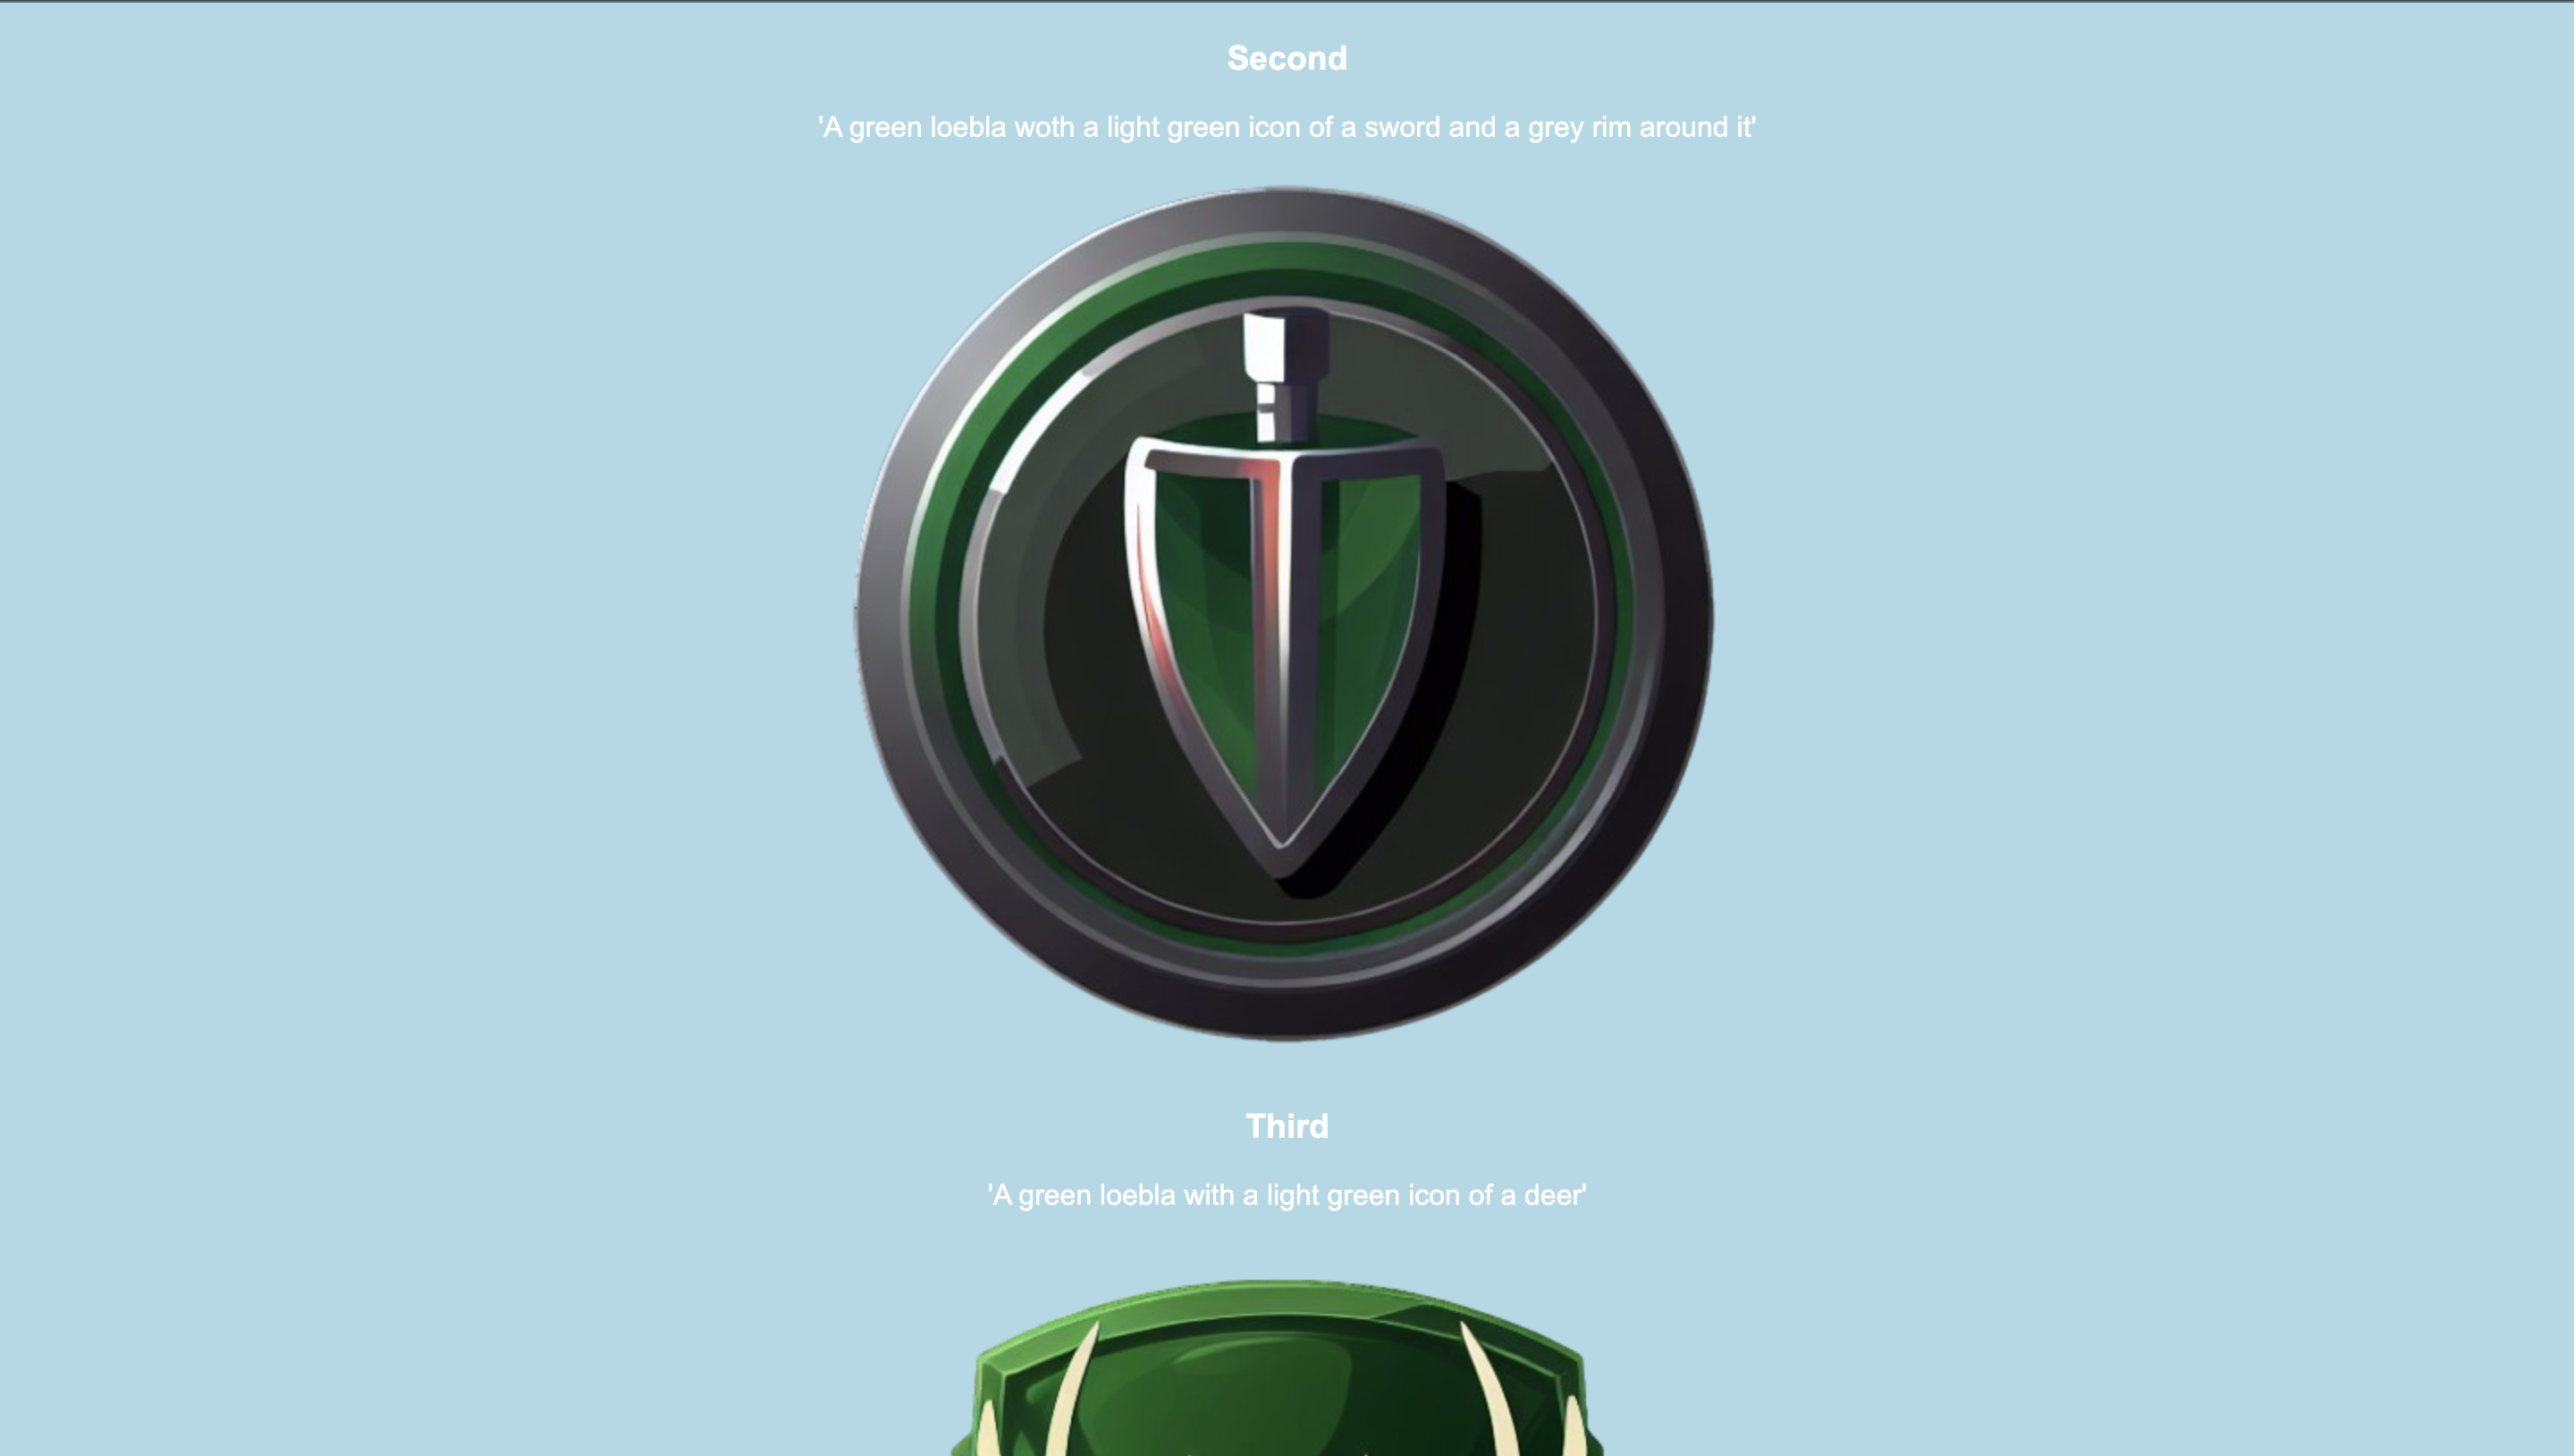 Second
'A green loebla woth a light green icon of a sword and a grey rim around it'
Third
'A green loebla with a light green icon of a deer'